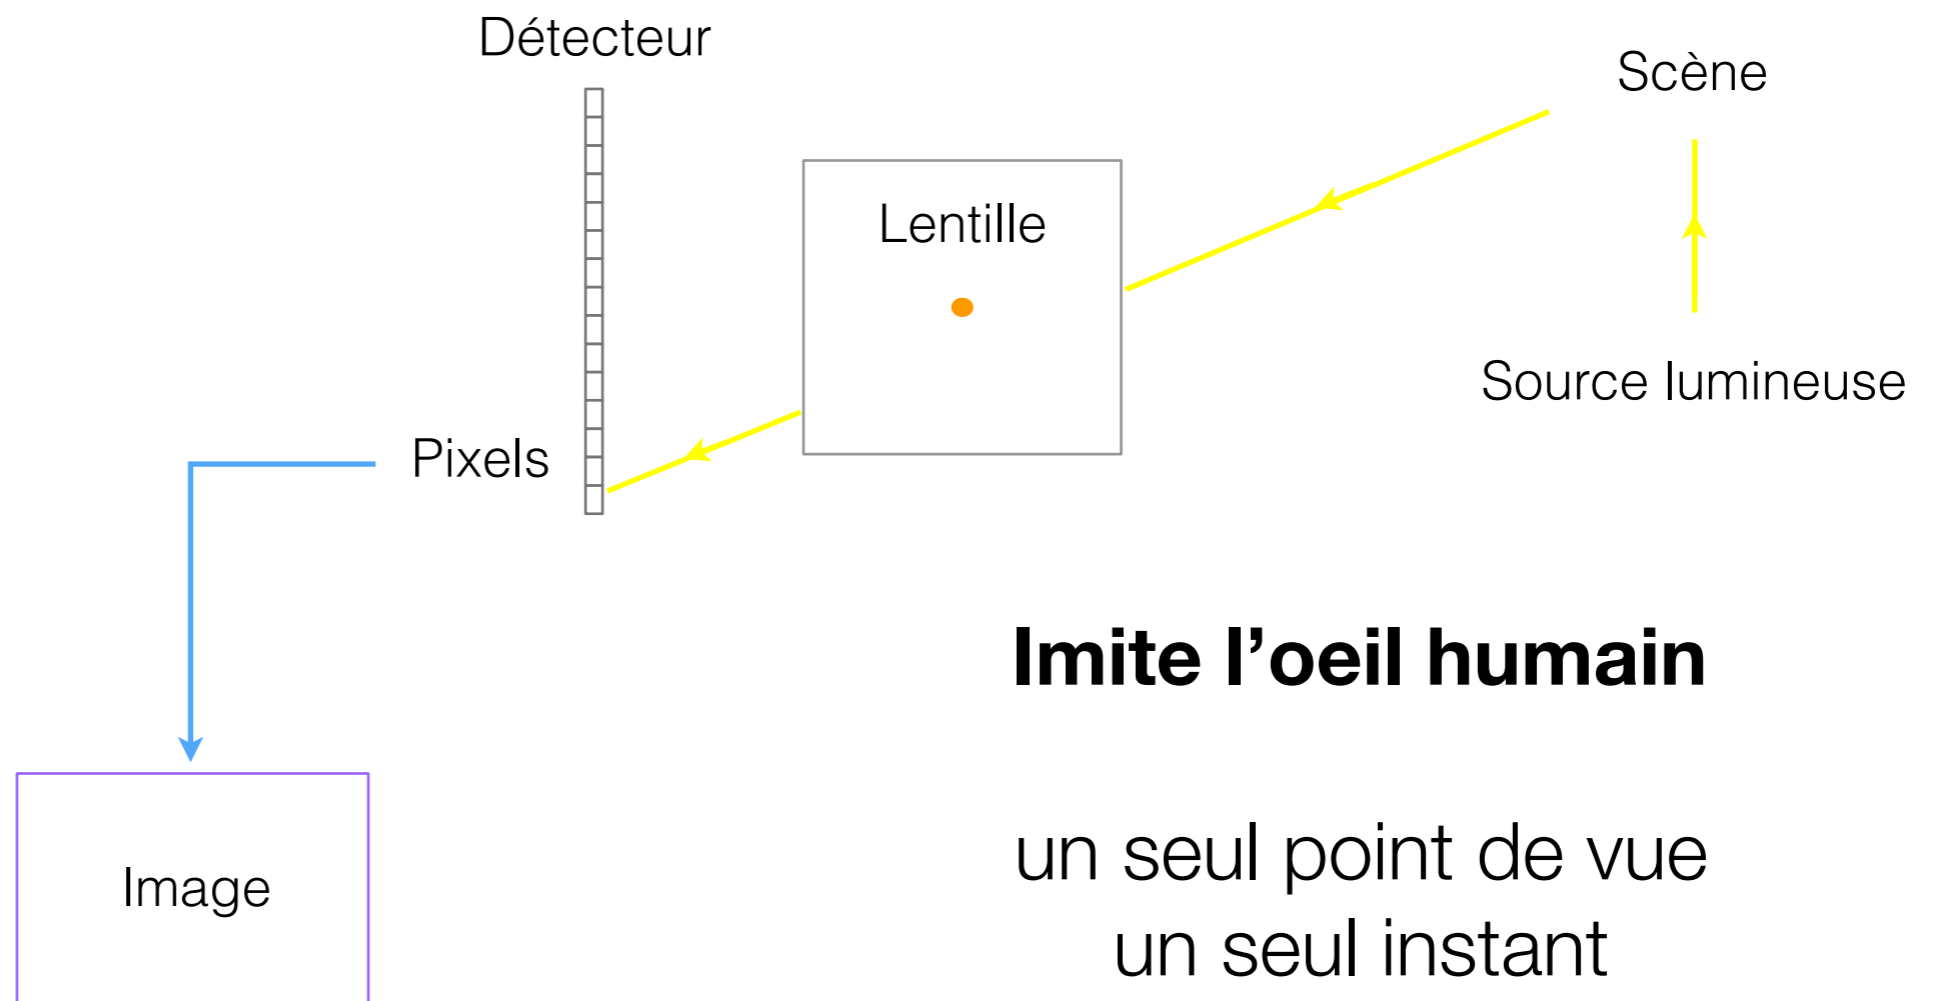 Détecteur
Scène
Lentille
Source lumineuse
Pixels
Imite l’oeil humain
un seul point de vue
Image
un seul instant